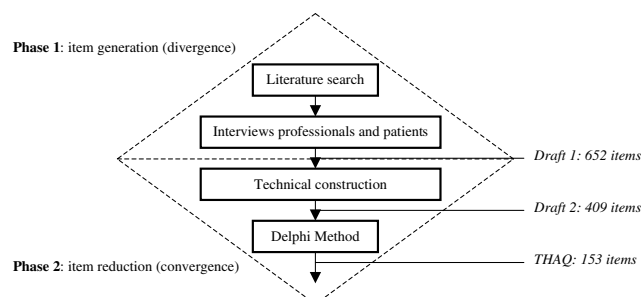 Phase 1: item generation (divergence)
Literature search
Interviews professionals and patients
Draft 1: 652 items
Technical construction
Draft 2: 409 items
Delphi Method
THAQ: 153 items
Phase 2: item reduction (convergence)